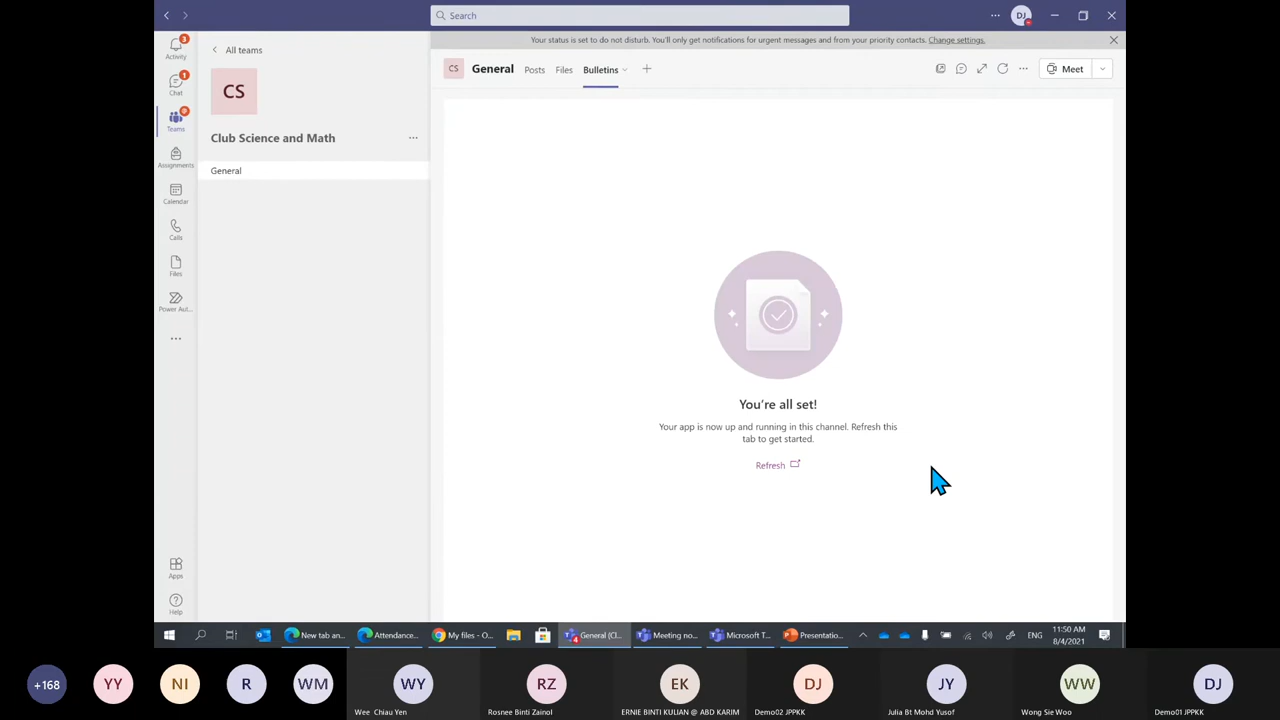 Search
DJ
Your status is set to do not disturb. You'll only get notifications for urgent messages and from your priority contacts. Change settings.
3
Activity
1
Chat
Teams
Assignments
Calendar
Calls
Files
Power Aut...
Apps
Help
All teams
CS
Club Science and Math
General
CS
General
Posts
Files
Bulletins
Meet
You're all set!
Your app is now up and running in this channel. Refresh this
tab to get started.
Refresh
New tab an...
Attendance...
My files - O...
4
General (Cl...
Meeting no...
Microsoft T...
Presentatio...
ENG
11:50 AM
8/4/2021
+168
YY
NI
R
WM
WY
Wee Chiau Yen
RZ
Rosnee Binti Zainol
EK
ERNIE BINTI KULIAN @ ABD KARIM
DJ
Demo02 JPPKK
JY
Julia Bt Mohd Yusof
WW
Wong Sie Woo
DJ
Demo01 JPPKK